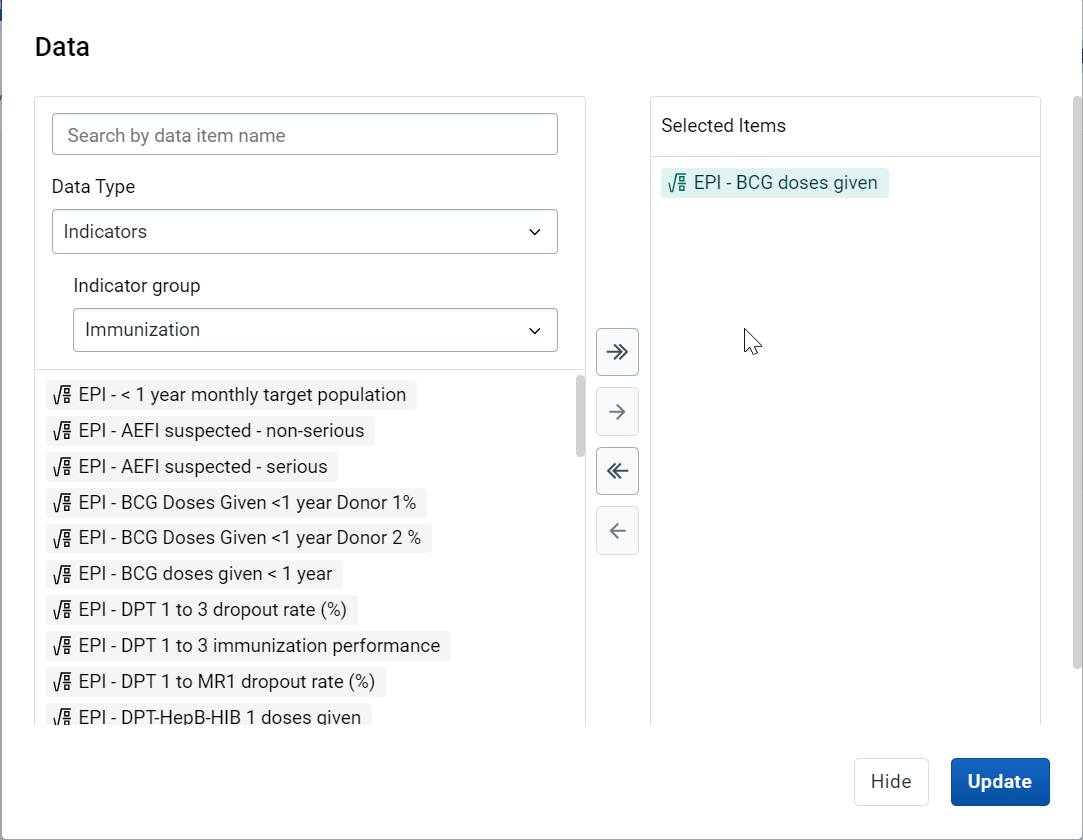 Data
Search by data item name
Data Type
Indicators
Indicator group
Immunization
EPI - < 1 year monthly target population
EPI - AEFI suspected - non-serious
EPI - AEFI suspected - serious
EPI - BCG Doses Given <1 year Donor 1%
EPI - BCG Doses Given <1 year Donor 2 %
EPI - BCG doses given < 1 year
EPI - DPT 1 to 3 dropout rate (%)
EPI - DPT 1 to 3 immunization performance
EPI - DPT 1 to MR1 dropout rate (%)
EPI - DPT-HepB-HIB 1 doses given
Selected Items
EPI - BCG doses given
Hide
Update